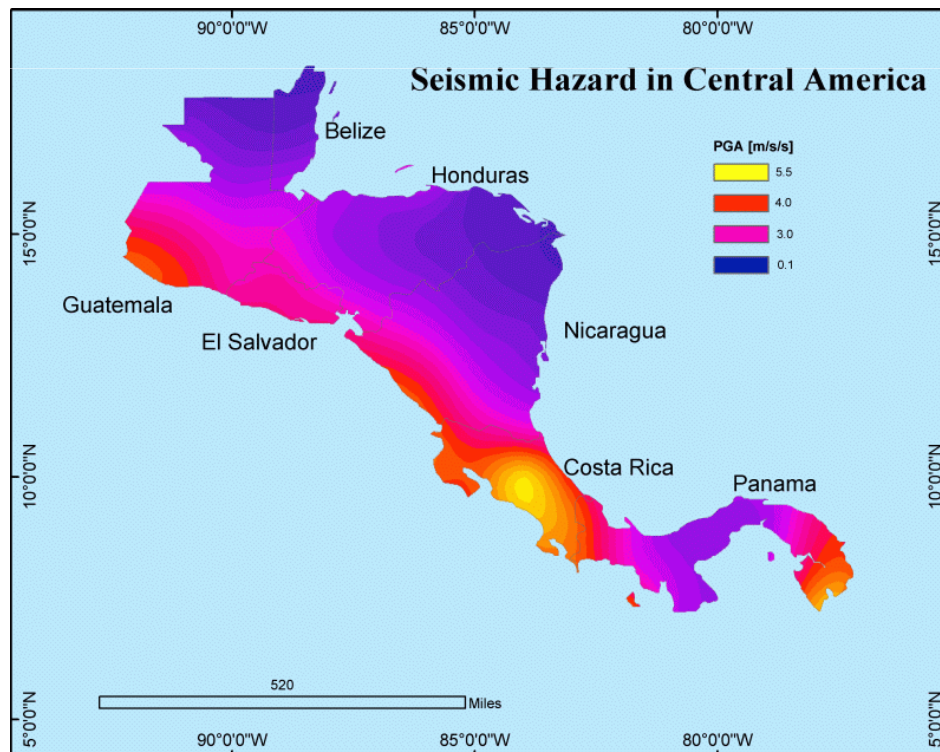 90°0'0"W
85°0'0"W
80°0'0"W
Seismic Hazard in Central America
Belize
PGA [m/s/s]
5.5
4.0
3.0
0.1
Honduras
15°0'0"N
15°0'0"N
Guatemala
El Salvador
Nicaragua
Costa Rica
Panama
10°0'0"N
10°0'0"N
520
Miles
5°0'0"N
5°0'0"N
90°0'0"W
85°0'0"W
80°0'0"W